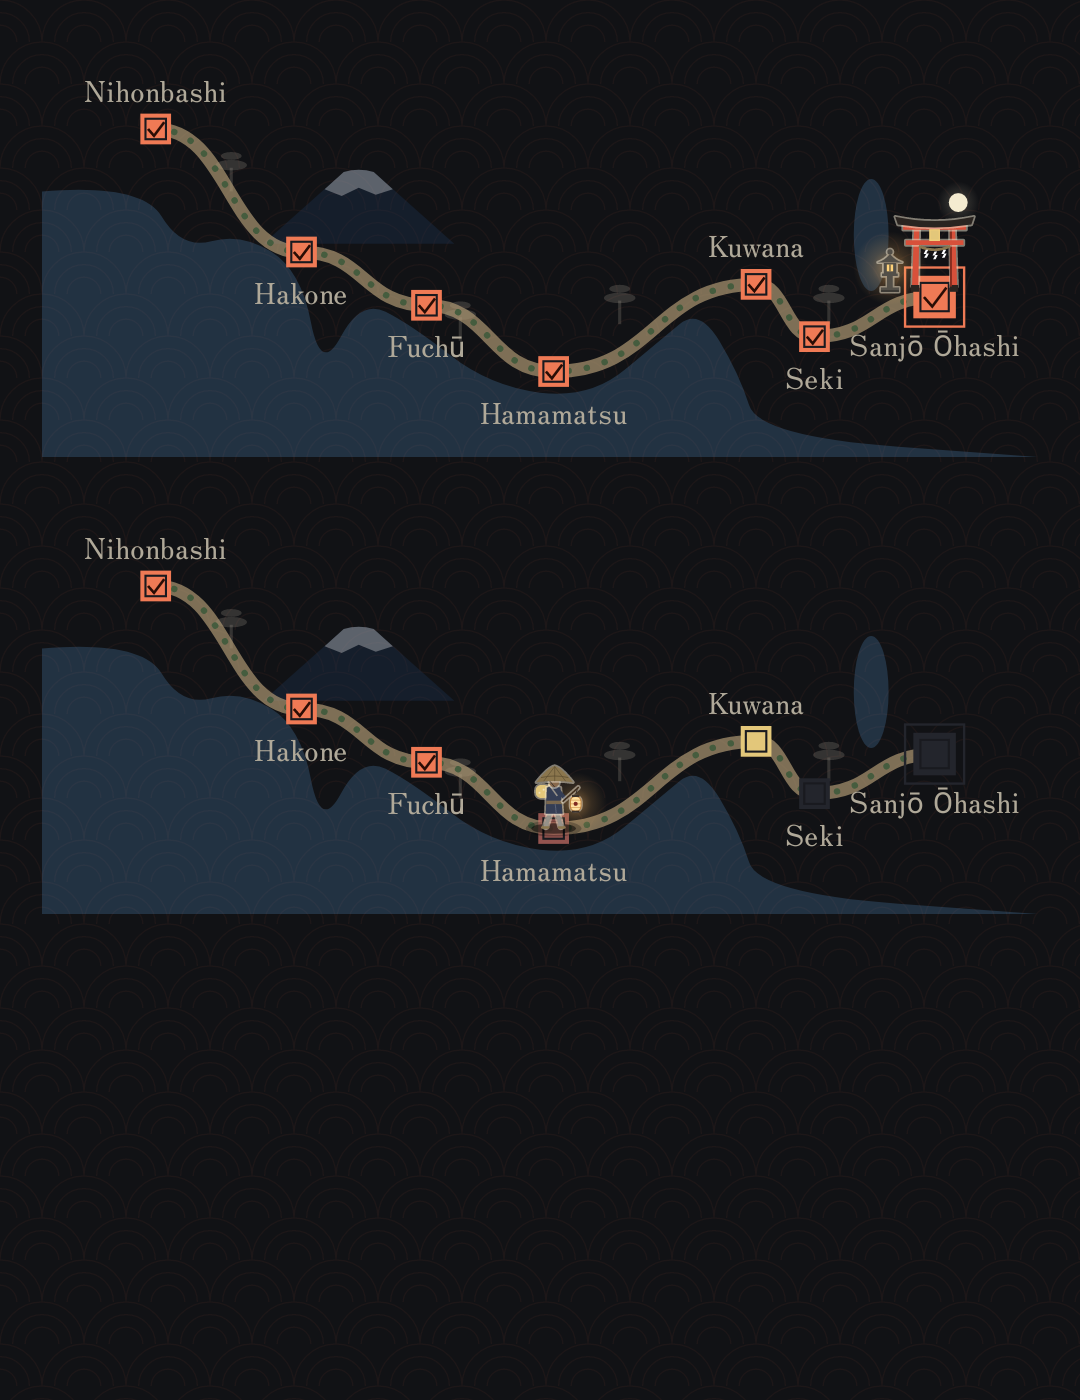 Nihonbashi
Kuwana
Hakone
Fuchū
Sanjō Ōhashi
Seki
Hamamatsu
Nihonbashi
Kuwana
Hakone
Fuchū
Sanjō Ōhashi
Seki
Hamamatsu